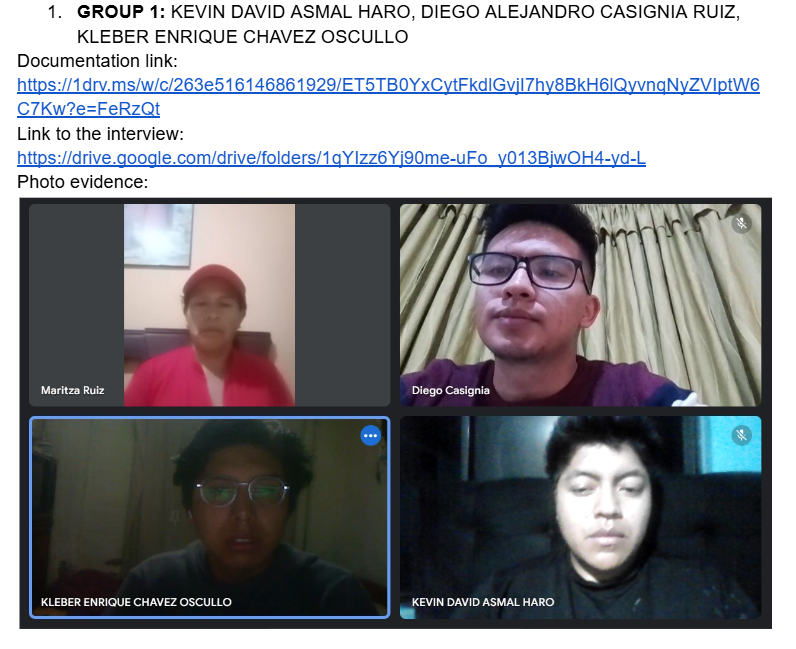 1. GROUP 1: KEVIN DAVID ASMAL HARO, DIEGO ALEJANDRO CASIGNIA RUIZ,
KLEBER ENRIQUE CHAVEZ OSCULLO
Documentation link:
https://1drv.ms/w/c/263e516146861929/ET5TB0YxCytFkdlGvjI7hy8BkH6lQyvnqNyZVIptW6
C7Kw?e=FeRzQt
Link to the interview:
https://drive.google.com/drive/folders/1qYIzz6Yj90me-uFo_y013BjwOH4-yd-L
Photo evidence:
Maritza Ruiz
Diego Casignia
KLEBER ENRIQUE CHAVEZ OSCULLO
KEVIN DAVID ASMAL HARO